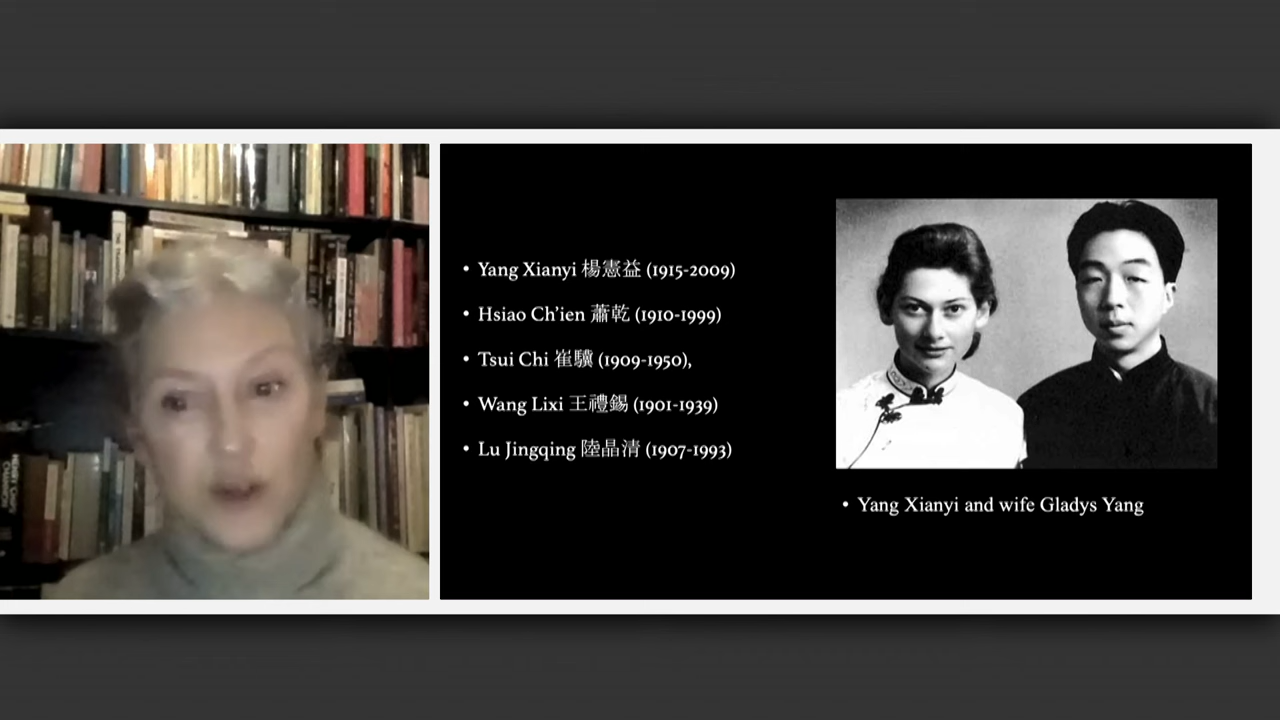 • Yang Xianyi 楊憲益 (1915-2009)
• Hsiao Ch'ien 蕭乾 (1910-1999)
• Tsui Chi 崔驥 (1909-1950),
• Wang Lixi 王禮錫 (1901-1939)
• Lu Jingqing 陸晶清 (1907-1993)
• Yang Xianyi and wife Gladys Yang